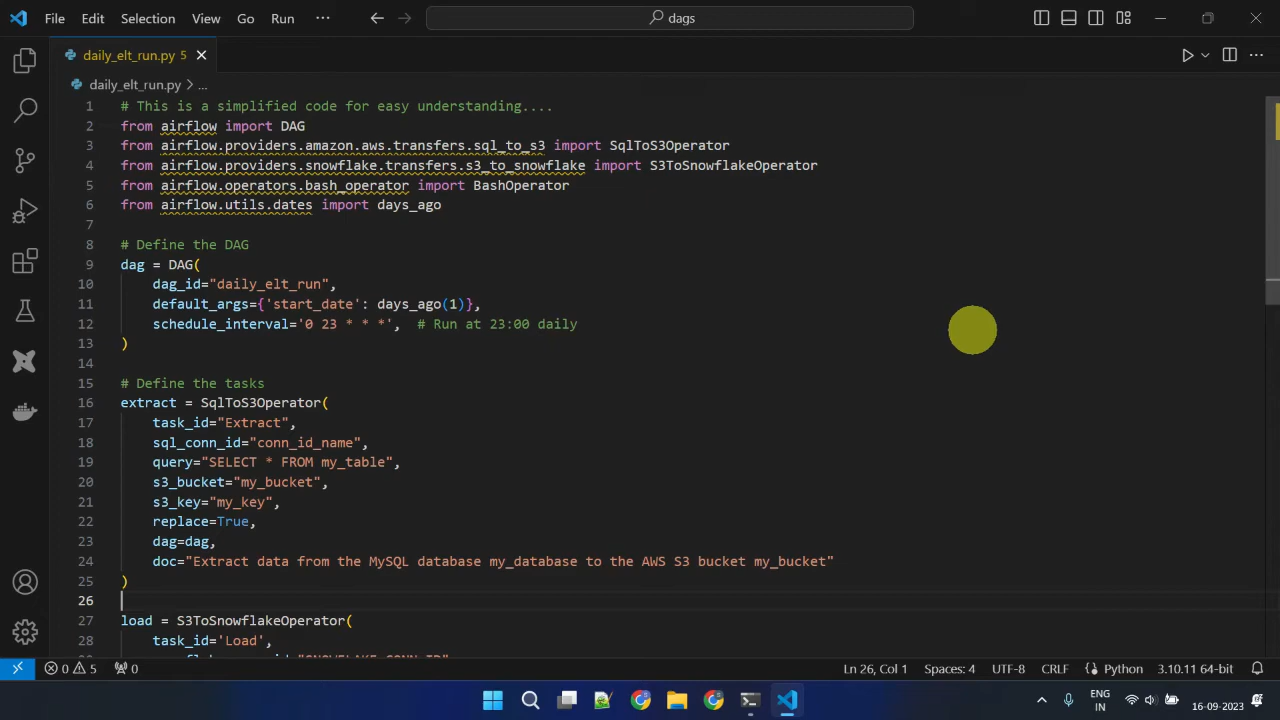 File Edit Selection View Go Run ··· dags
daily_elt_run.py 5
daily_elt_run.py > ...
1 # This is a simplified code for easy understanding....
2 from airflow import DAG
3 from airflow.providers.amazon.aws.transfers.sql_to_s3 import SqlToS3Operator
4 from airflow.providers.snowflake.transfers.s3_to_snowflake import S3ToSnowflakeOperator
5 from airflow.operators.bash_operator import BashOperator
6 from airflow.utils.dates import days_ago
7
8 # Define the DAG
9 dag = DAG(
10 dag_id="daily_elt_run",
11 default_args={'start_date': days_ago(1)},
12 schedule_interval='0 23 * * *', # Run at 23:00 daily
13 )
14
15 # Define the tasks
16 extract = SqlToS3Operator(
17 task_id="Extract",
18 sql_conn_id="conn_id_name",
19 query="SELECT * FROM my_table",
20 s3_bucket="my_bucket",
21 s3_key="my_key",
22 replace=True,
23 dag=dag,
24 doc="Extract data from the MySQL database my_database to the AWS S3 bucket my_bucket"
25 )
26
27 load = S3ToSnowflakeOperator(
28 task_id='Load',
0 5 0 Ln 26, Col 1 Spaces: 4 UTF-8 CRLF Python 3.10.11 64-bit
ENG
IN
16-09-2023